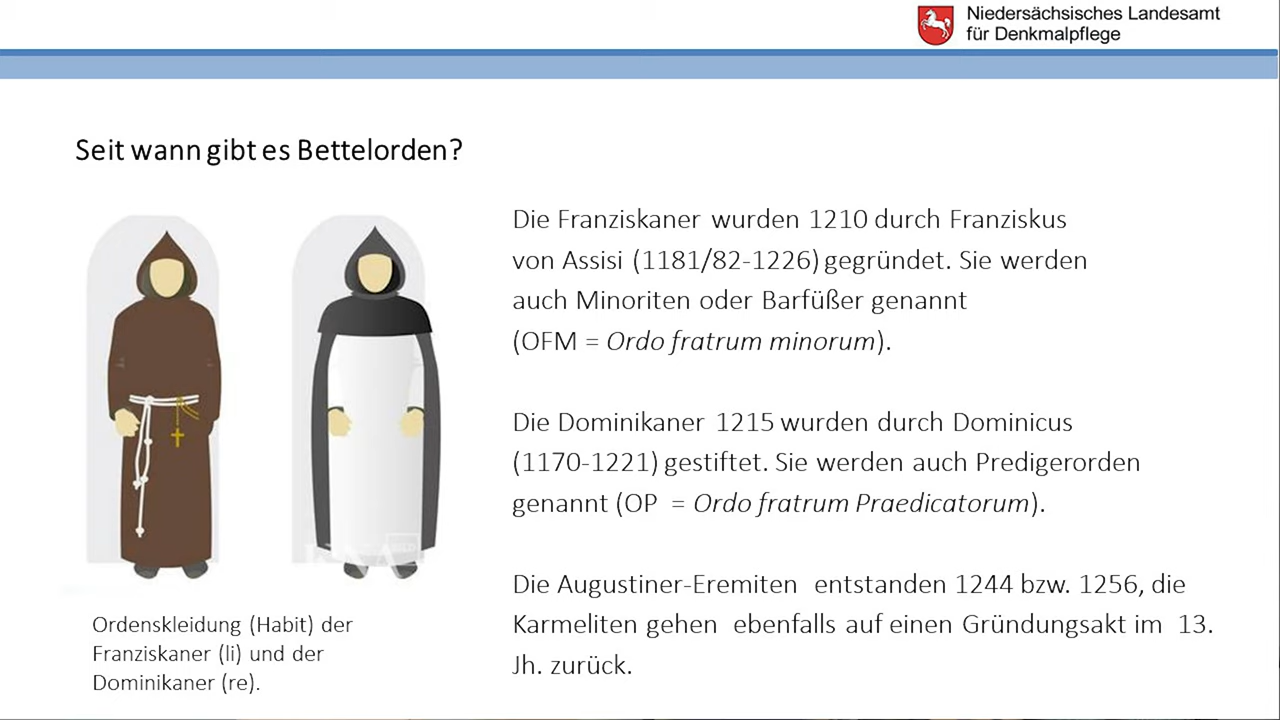 Niedersächsisches Landesamt
für Denkmalpflege
Seit wann gibt es Bettelorden?
Die Franziskaner wurden 1210 durch Franziskus
von Assisi (1181/82-1226) gegründet. Sie werden
auch Minoriten oder Barfüßer genannt
(OFM = Ordo fratrum minorum).
Die Dominikaner 1215 wurden durch Dominicus
(1170-1221) gestiftet. Sie werden auch Predigerorden
genannt (OP = Ordo fratrum Praedicatorum).
Die Augustiner-Eremiten entstanden 1244 bzw. 1256, die
Karmeliten gehen ebenfalls auf einen Gründungsakt im 13.
Jh. zurück.
KNA
Ordenskleidung (Habit) der
Franziskaner (li) und der
Dominikaner (re).